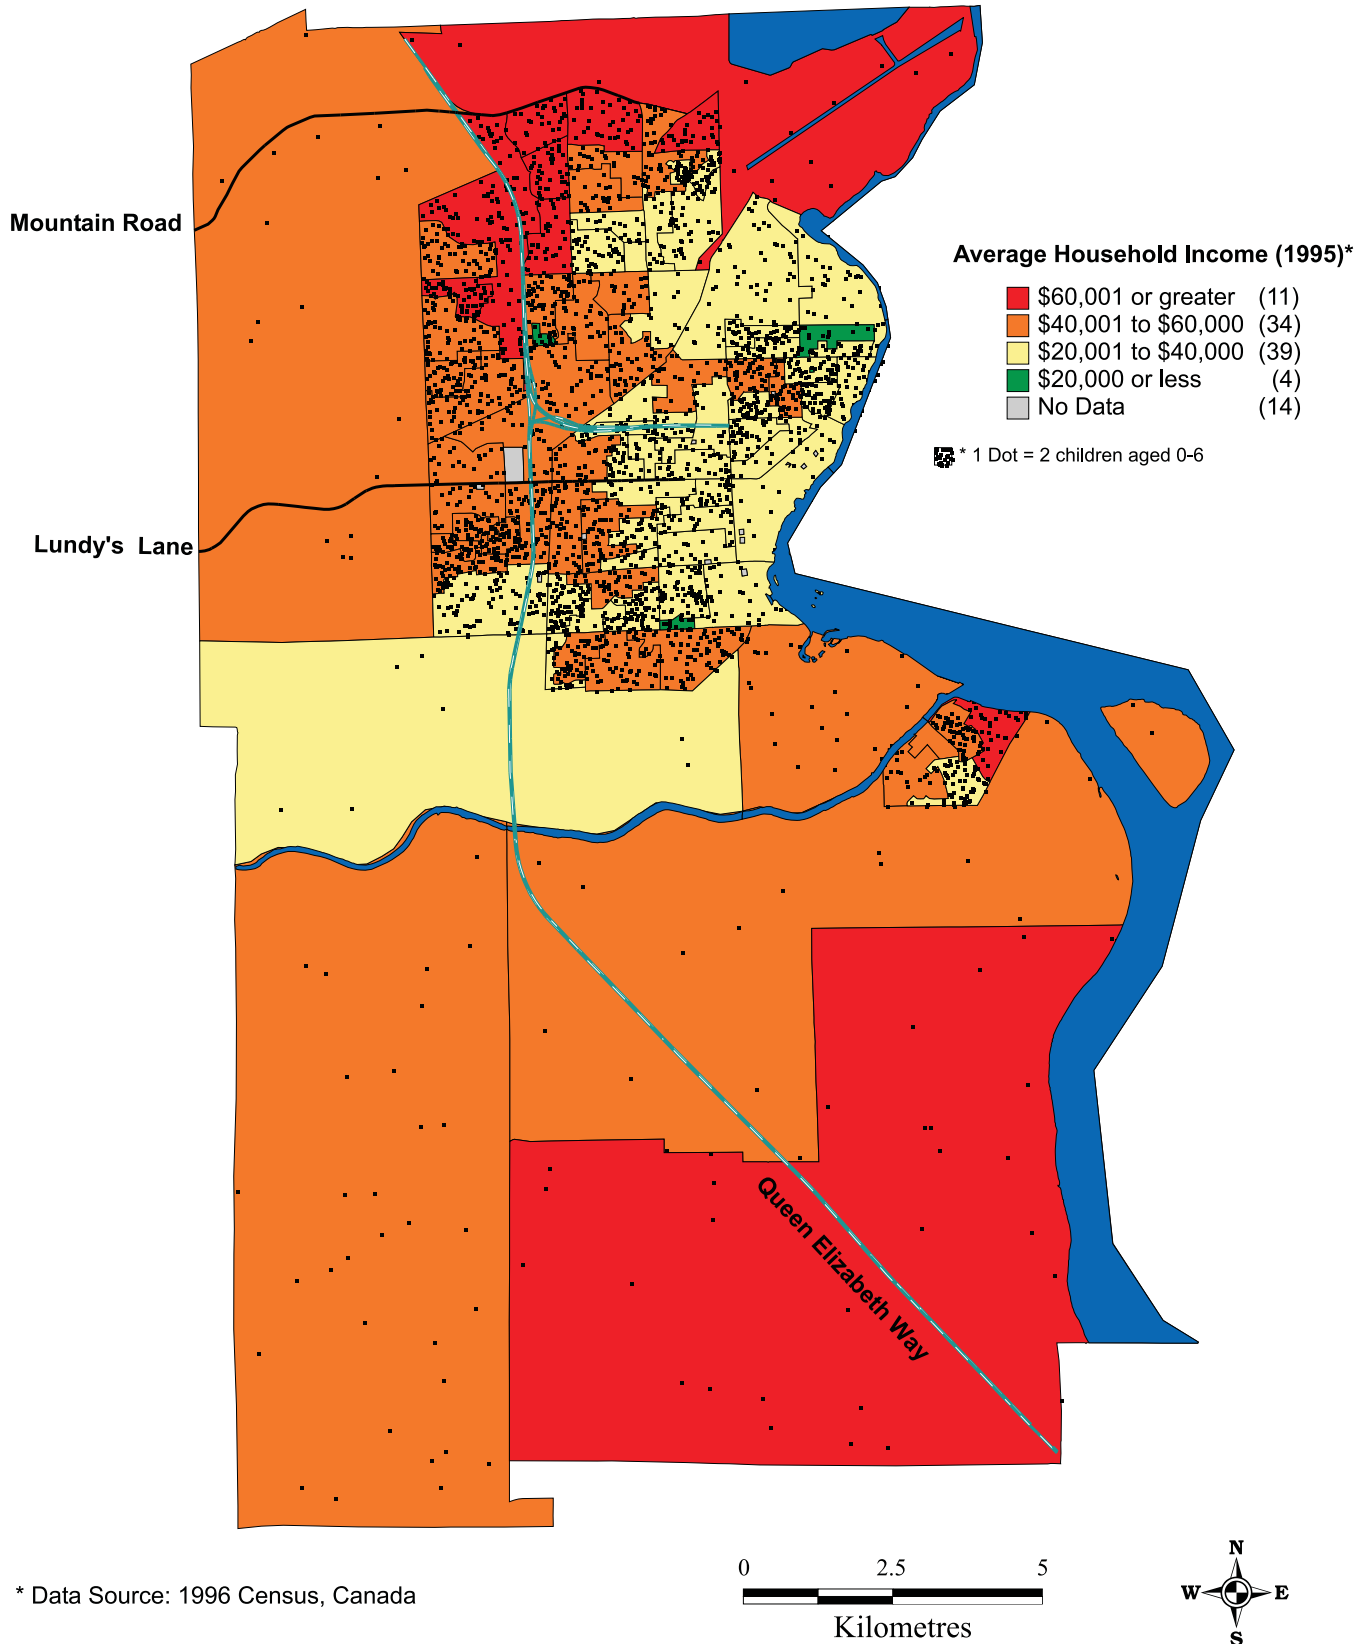 Mountain Road
Average Household Income (1995)*
$60,001 or greater (11)
$40,001 to $60,000 (34)
$20,001 to $40,000 (39)
$20,000 or less (4)
No Data (14)
* 1 Dot = 2 children aged 0-6
Lundy's Lane
Queen Elizabeth Way
* Data Source: 1996 Census, Canada
0 2.5 5
Kilometres
N
W E
S